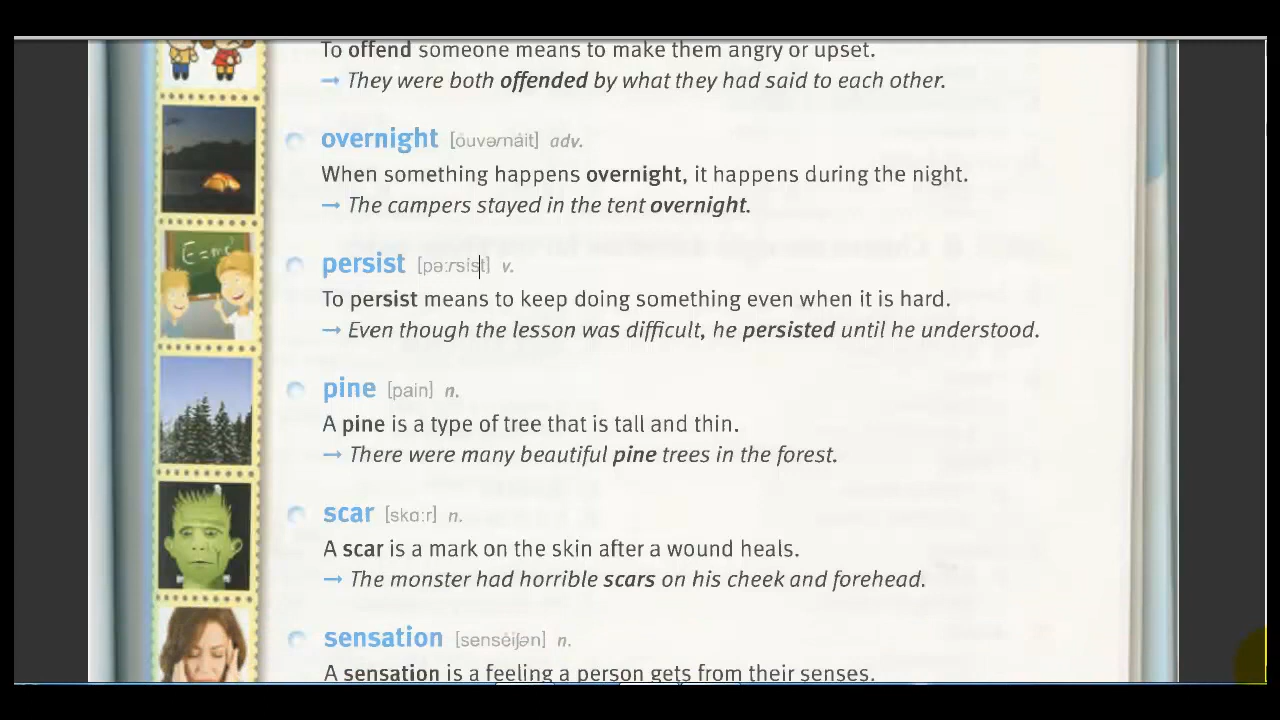 To offend someone means to make them angry or upset.
→ They were both offended by what they had said to each other.
overnight [óuvərnáit] adv.
When something happens overnight, it happens during the night.
→ The campers stayed in the tent overnight.
E=mc²
persist [pəːrsist] v.
To persist means to keep doing something even when it is hard.
→ Even though the lesson was difficult, he persisted until he understood.
pine [pain] n.
A pine is a type of tree that is tall and thin.
→ There were many beautiful pine trees in the forest.
scar [skɑːr] n.
A scar is a mark on the skin after a wound heals.
→ The monster had horrible scars on his cheek and forehead.
sensation [senséiʃən] n.
A sensation is a feeling a person gets from their senses.